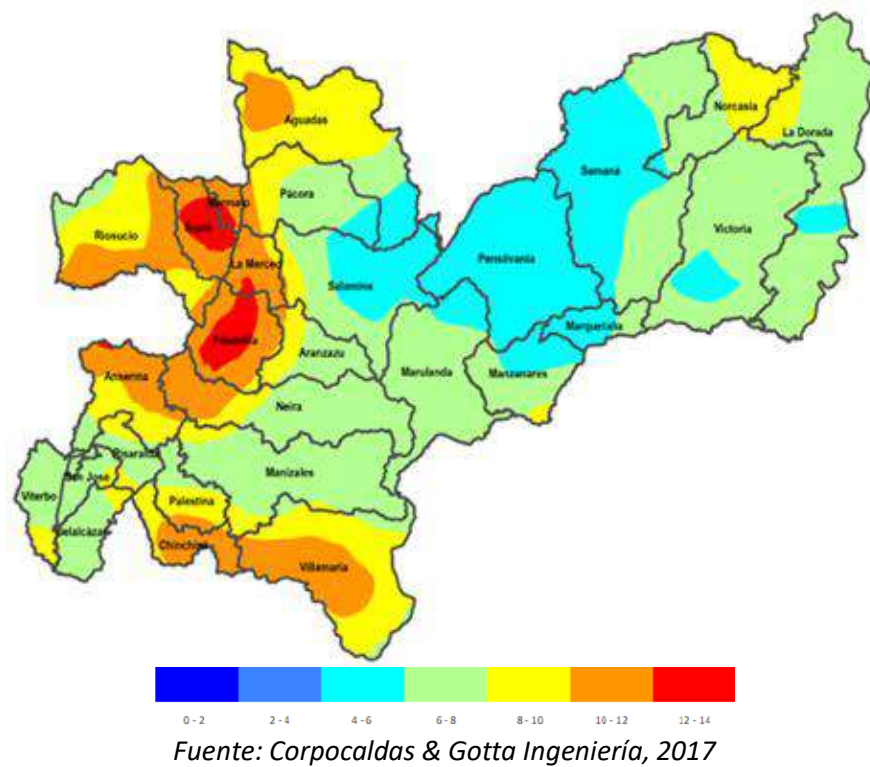 Aguadas
Norcasia
La Dorada
Samaná
Pácora
Marmato
Supía
Riosucio
Victoria
La Merced
Pensilvania
Salamina
Marquetalia
Filadelfia
Aranzazu
Marulanda
Manzanares
Anserma
Neira
Risaralda
Manizales
San José
Viterbo
Palestina
Belalcázar
Chinchiná
Villamaría
0 - 2 2 - 4 4 - 6 6 - 8 8 - 10 10 - 12 12 - 14
Fuente: Corpocaldas & Gotta Ingeniería, 2017